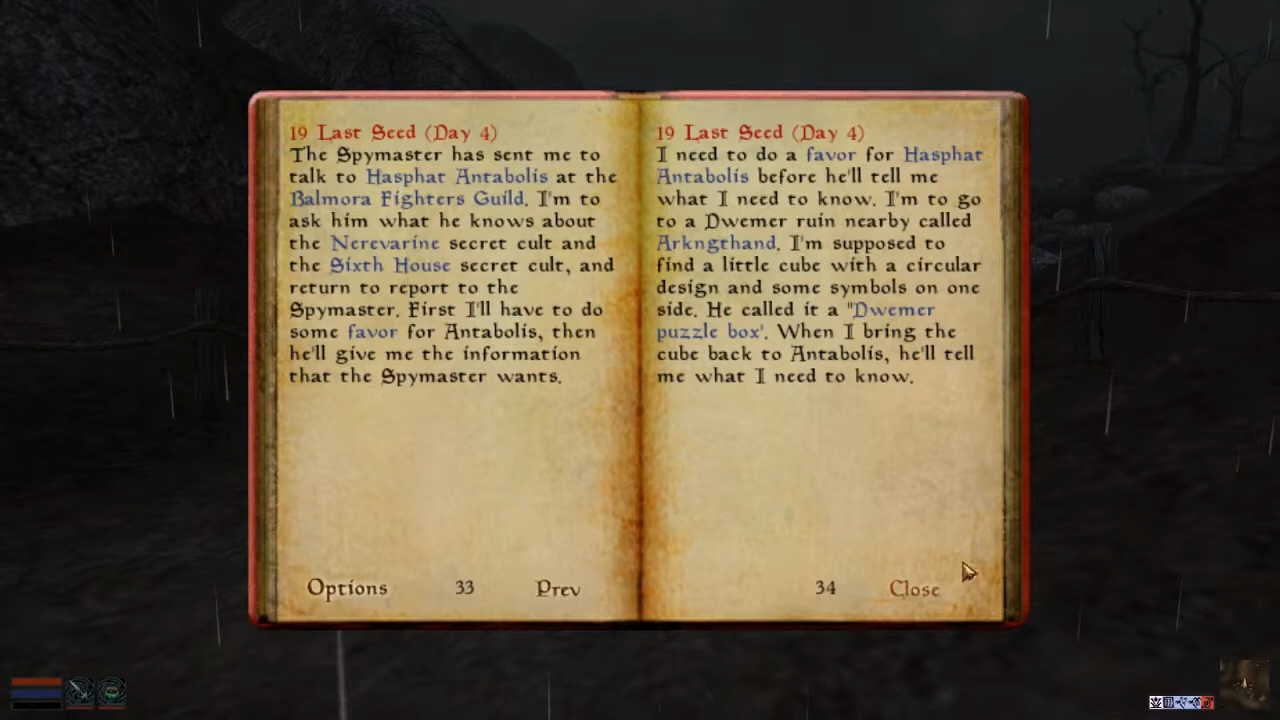 19 Last Seed (Day 4)
The Spymaster has sent me to
talk to Hasphat Antabolis at the
Balmora Fighters Guild. I'm to
ask him what he knows about
the Nerevarine secret cult and
the Sixth House secret cult, and
return to report to the
Spymaster. First I'll have to do
some favor for Antabolis, then
he'll give me the information
that the Spymaster wants.
19 Last Seed (Day 4)
I need to do a favor for Hasphat
Antabolis before he'll tell me
what I need to know. I'm to go
to a Dwemer ruin nearby called
Arkngthand. I'm supposed to
find a little cube with a circular
design and some symbols on one
side. He called it a "Dwemer
puzzle box'. When I bring the
cube back to Antabolis, he'll tell
me what I need to know.
Options 33 Prev
34 Close